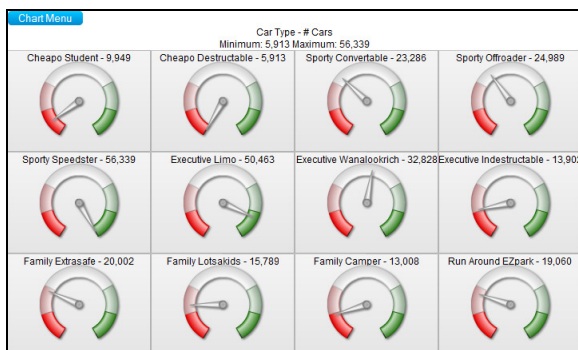 Chart Menu
Car Type - # Cars
Minimum: 5,913 Maximum: 56,339
Cheapo Student - 9,949
Cheapo Destructable - 5,913
Sporty Convertable - 23,286
Sporty Offroader - 24,989
Sporty Speedster - 56,339
Executive Limo - 50,463
Executive Wanalookrich - 32,828
Executive Indestructable - 13,902
Family Extrasafe - 20,002
Family Lotsakids - 15,789
Family Camper - 13,008
Run Around EZpark - 19,060